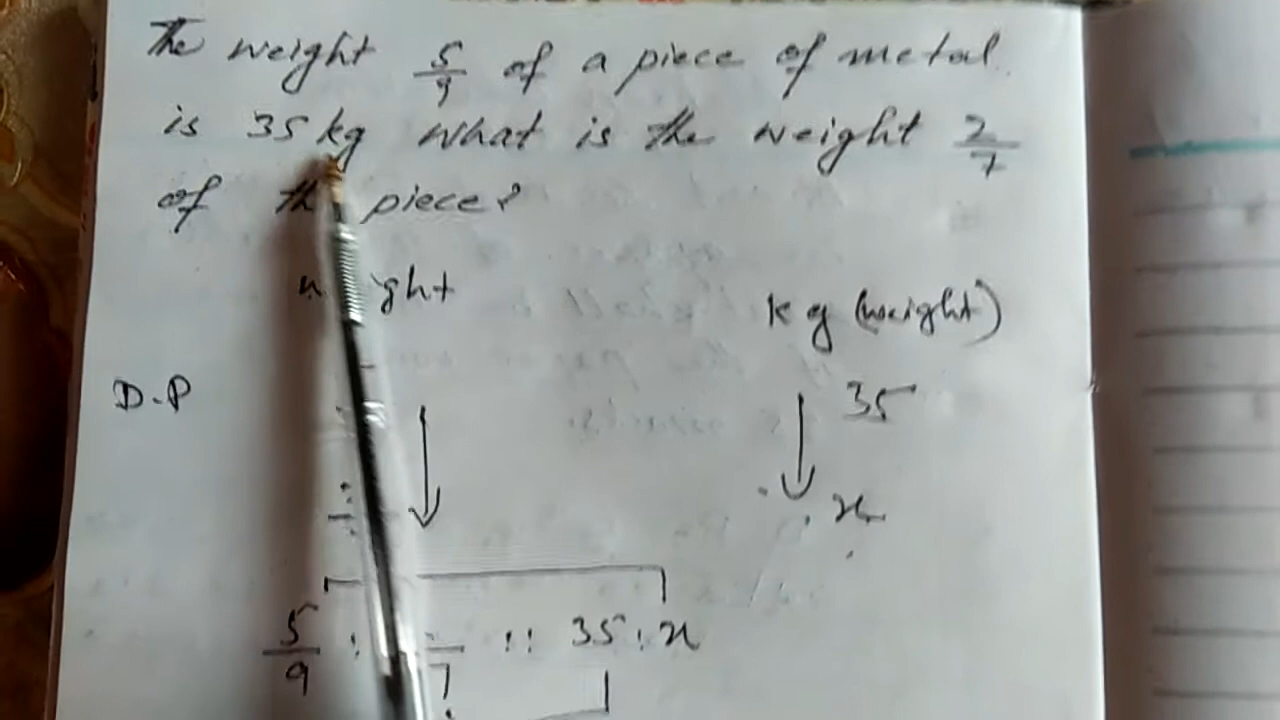 The weight 5/9 of a piece of metal
is 35 kg what is the weight 2/7
of the piece?
kg (weight)
D.P
35
x
5/9 : 7 :: 35 : x